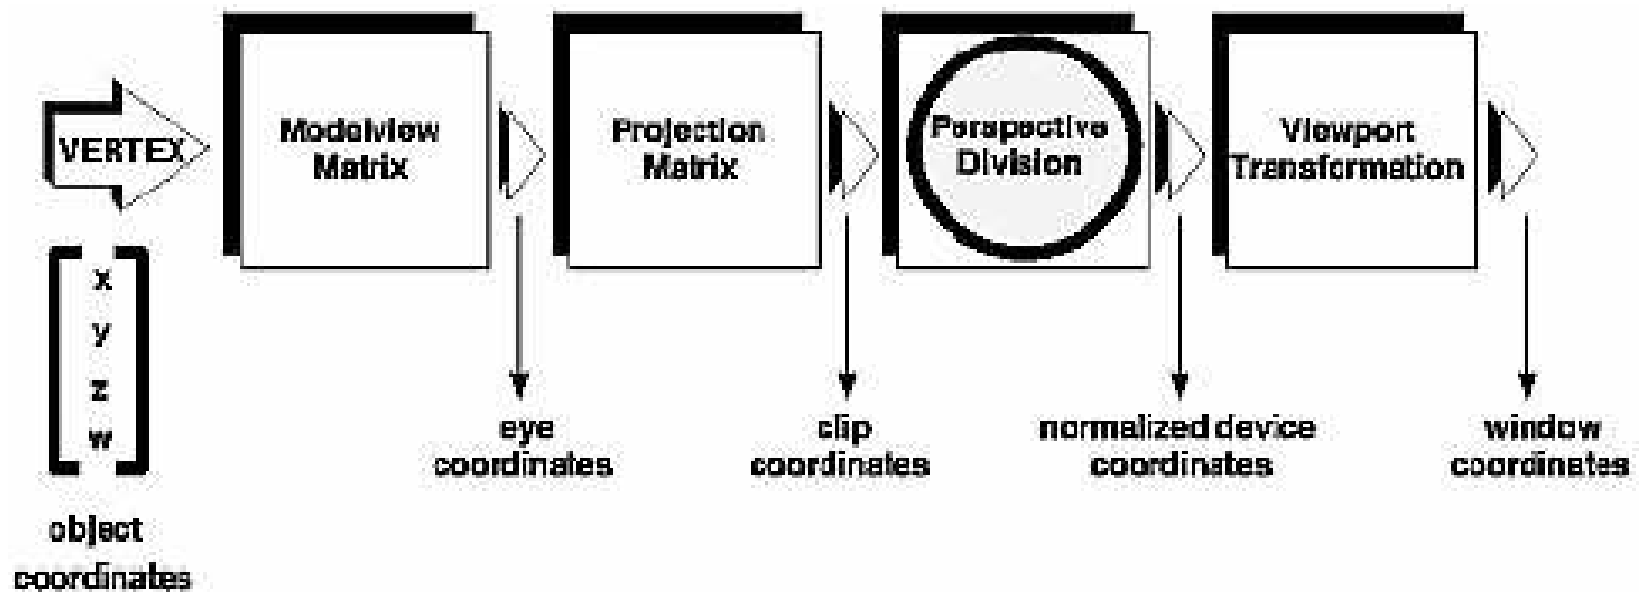 VERTEX
Modelview
Matrix
Projection
Matrix
Perspective
Division
Viewport
Transformation
x
y
z
w
object
coordinates
eye
coordinates
clip
coordinates
normalized device
coordinates
window
coordinates